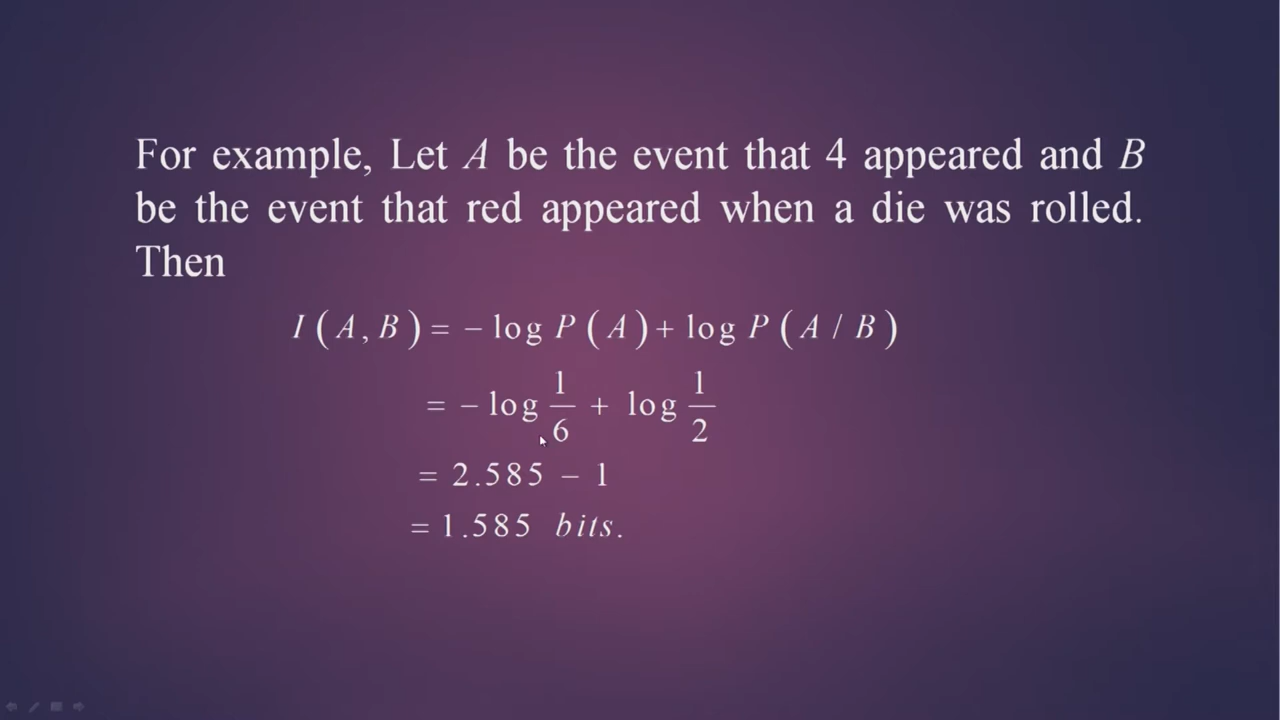 For example, Let A be the event that 4 appeared and B
be the event that red appeared when a die was rolled.
Then
I ( A , B ) = − log P ( A ) + log P ( A / B )
= − log 1/6 + log 1/2
= 2.585 − 1
= 1.585 bits.